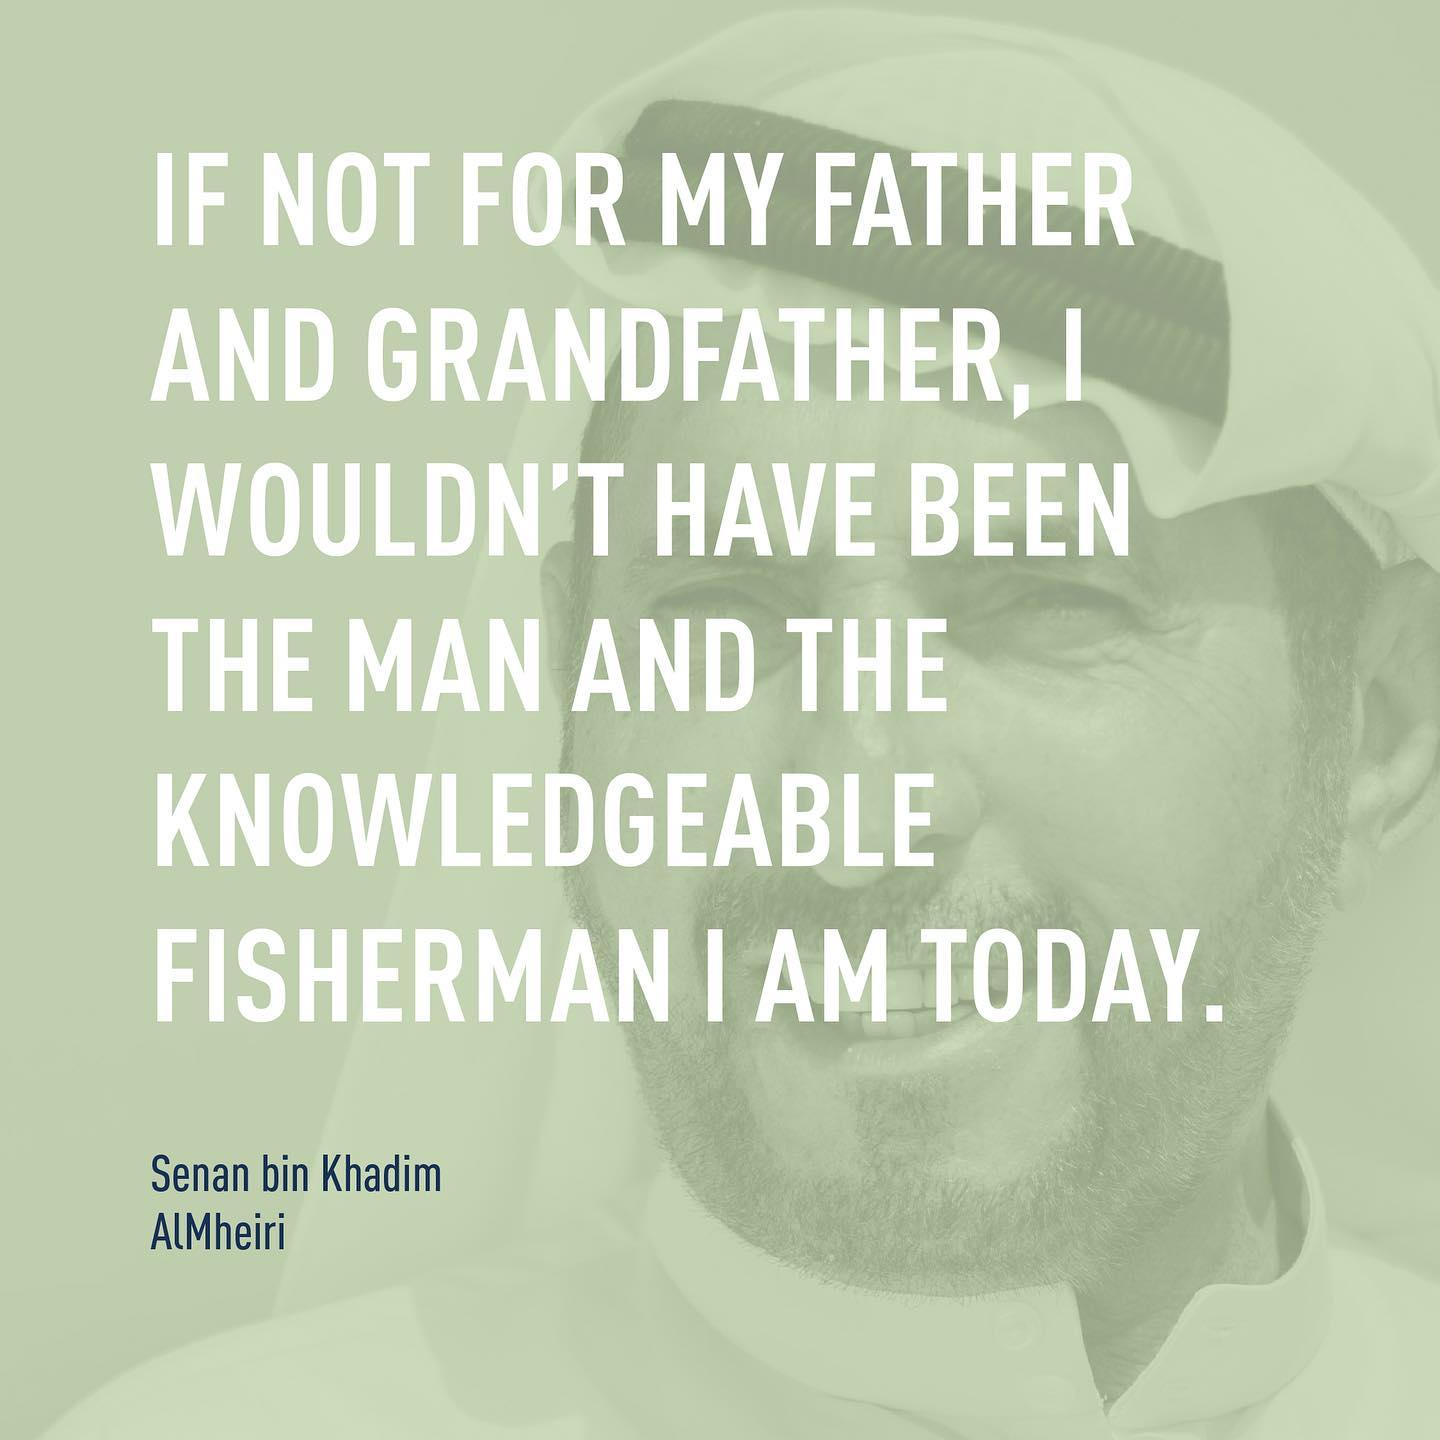 IF NOT FOR MY FATHER
AND GRANDFATHER, I
WOULDN’T HAVE BEEN
THE MAN AND THE
KNOWLEDGEABLE
FISHERMAN I AM TODAY.
Senan bin Khadim
AlMheiri